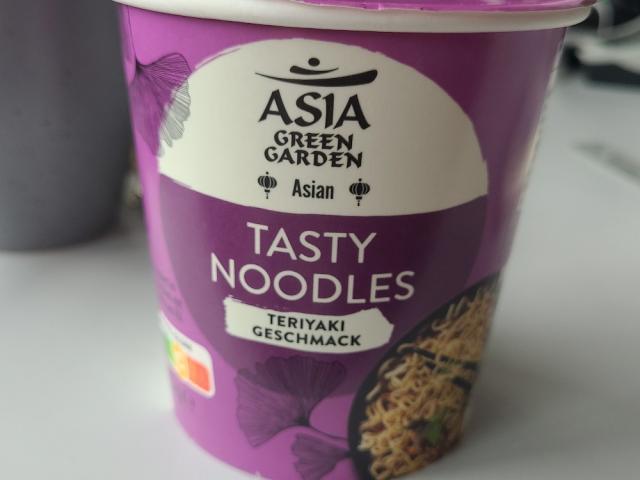 ASIA
GREEN
GARDEN
Asian
TASTY
NOODLES
TERIYAKI
GESCHMACK